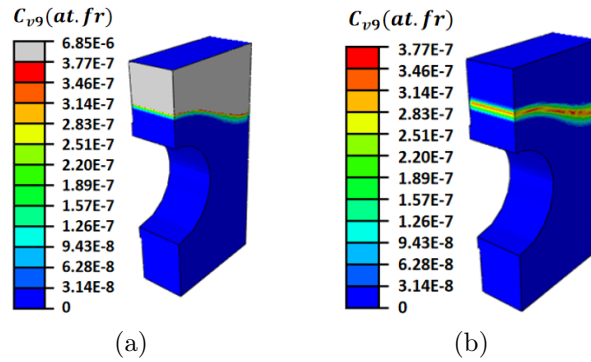 C_{v9}(at.fr)
6.85E-6
3.77E-7
3.46E-7
3.14E-7
2.83E-7
2.51E-7
2.20E-7
1.89E-7
1.57E-7
1.26E-7
9.43E-8
6.28E-8
3.14E-8
0
(a)
C_{v9}(at.fr)
3.77E-7
3.46E-7
3.14E-7
2.83E-7
2.51E-7
2.20E-7
1.89E-7
1.57E-7
1.26E-7
9.43E-8
6.28E-8
3.14E-8
0
(b)